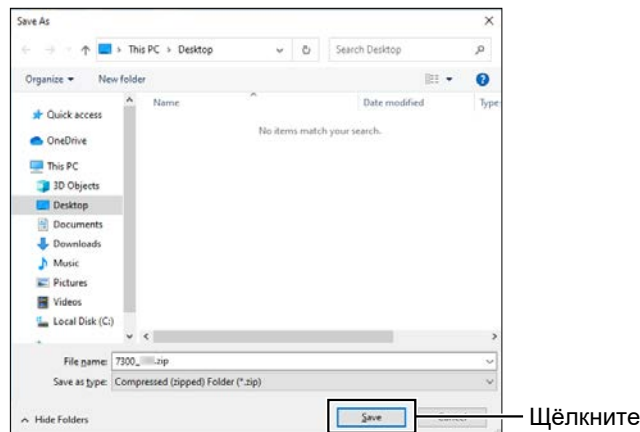 Save As
This PC > Desktop
Search Desktop
Organize
New folder
Name
Date modified
Type
No items match your search.
Quick access
OneDrive
This PC
3D Objects
Desktop
Documents
Downloads
Music
Pictures
Videos
Local Disk (C:)
File name: 7300_ .zip
Save as type: Compressed (zipped) Folder (*.zip)
Hide Folders
Save
Щёлкните